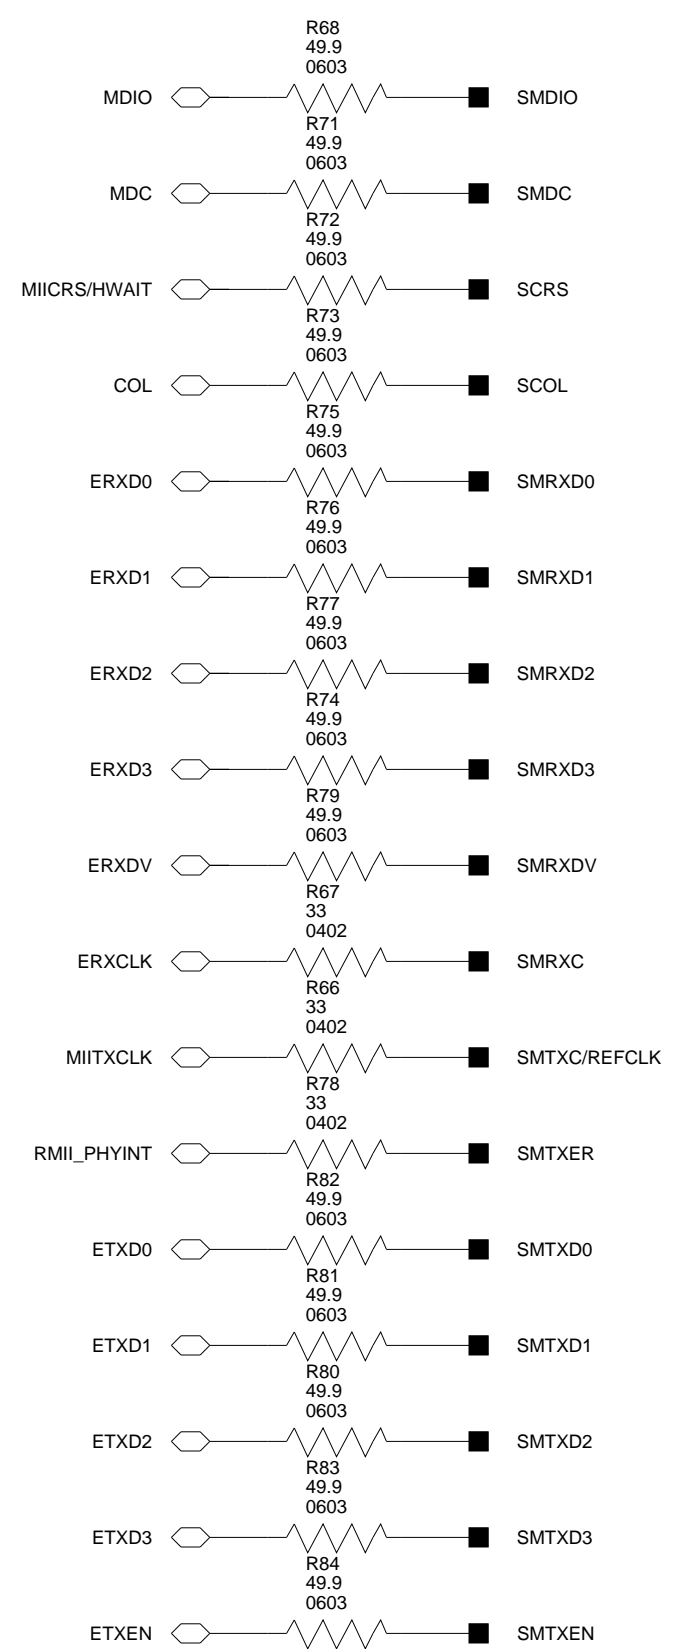 R68
49.9
0603
MDIO SMDIO
R71
49.9
0603
MDC SMDC
R72
49.9
0603
MIICRS/HWAIT SCRS
R73
49.9
0603
COL SCOL
R75
49.9
0603
ERXD0 SMRXD0
R76
49.9
0603
ERXD1 SMRXD1
R77
49.9
0603
ERXD2 SMRXD2
R74
49.9
0603
ERXD3 SMRXD3
R79
49.9
0603
ERXDV SMRXDV
R67
33
0402
ERXCLK SMRXC
R66
33
0402
MIITXCLK SMTXC/REFCLK
R78
33
0402
RMII_PHYINT SMTXER
R82
49.9
0603
ETXD0 SMTXD0
R81
49.9
0603
ETXD1 SMTXD1
R80
49.9
0603
ETXD2 SMTXD2
R83
49.9
0603
ETXD3 SMTXD3
R84
49.9
0603
ETXEN SMTXEN